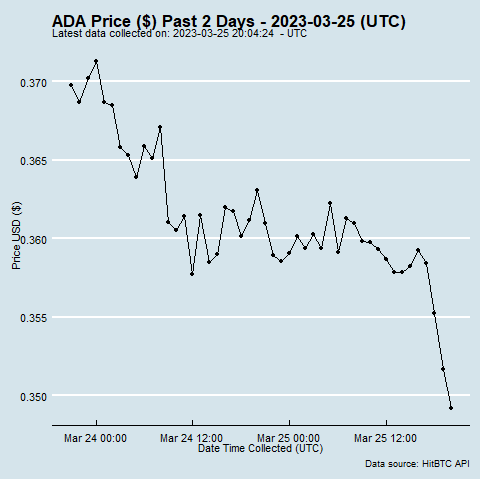 ADA Price ($) Past 2 Days - 2023-03-25 (UTC)
Latest data collected on: 2023-03-25 20:04:24  - UTC
0.370
0.365
0.360
0.355
0.350
Price USD ($)
Mar 24 00:00
Mar 24 12:00
Mar 25 00:00
Mar 25 12:00
Date Time Collected (UTC)
Data source: HitBTC API